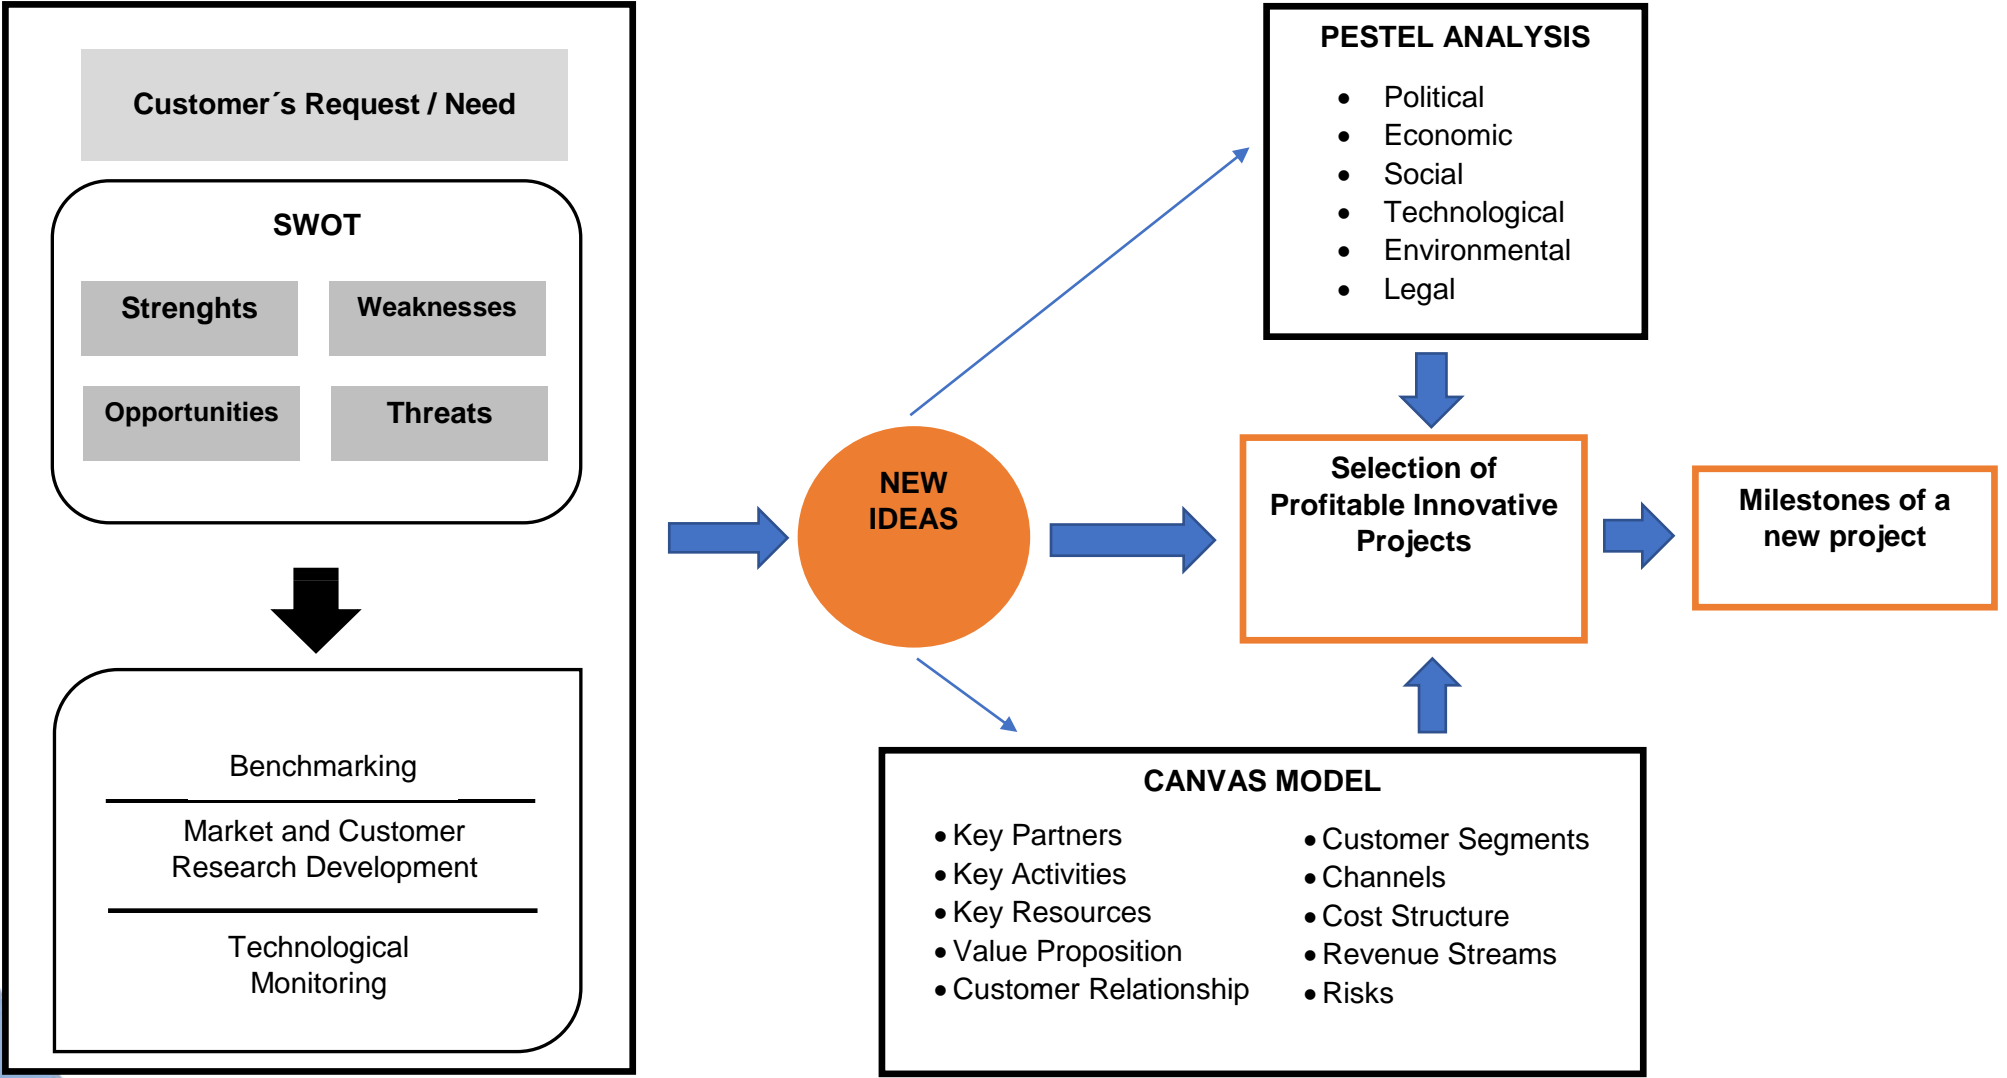 Customer´s Request / Need
SWOT
Strenghts
Weaknesses
Opportunities
Threats
Benchmarking
Market and Customer
Research Development
Technological
Monitoring
NEW
IDEAS
PESTEL ANALYSIS
• Political
• Economic
• Social
• Technological
• Environmental
• Legal
Selection of
Profitable Innovative
Projects
Milestones of a
new project
CANVAS MODEL
• Key Partners
• Key Activities
• Key Resources
• Value Proposition
• Customer Relationship
• Customer Segments
• Channels
• Cost Structure
• Revenue Streams
• Risks